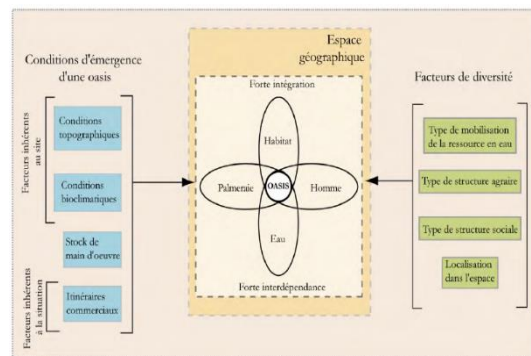 Conditions d'émergence
d'une oasis
Facteurs inhérents
au site
Conditions
topographiques
Conditions
bioclimatiques
Stock de
main d'oeuvre
Facteurs inhérents
à la situation
Itinéraires
commerciaux
Espace
géographique
Forte intégration
Habitat
Palmeraie
OASIS
Homme
Eau
Forte interdépendance
Facteurs de diversité
Type de mobilisation
de la ressource en eau
Type de structure agraire
Type de structure sociale
Localisation
dans l'espace